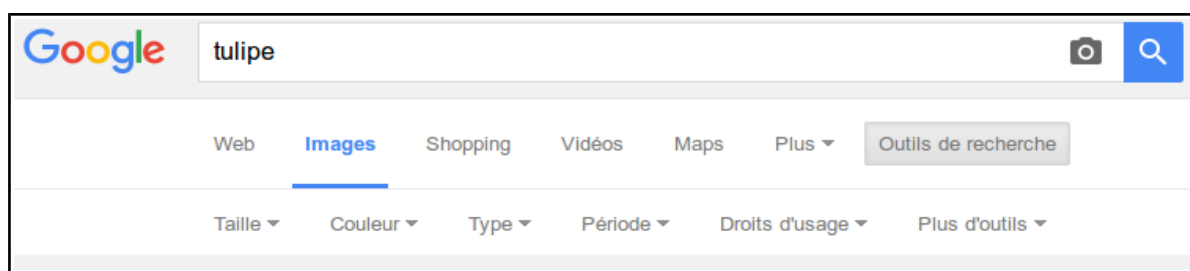 Google tulipe
Web Images Shopping Vidéos Maps Plus Outils de recherche
Taille Couleur Type Période Droits d'usage Plus d'outils